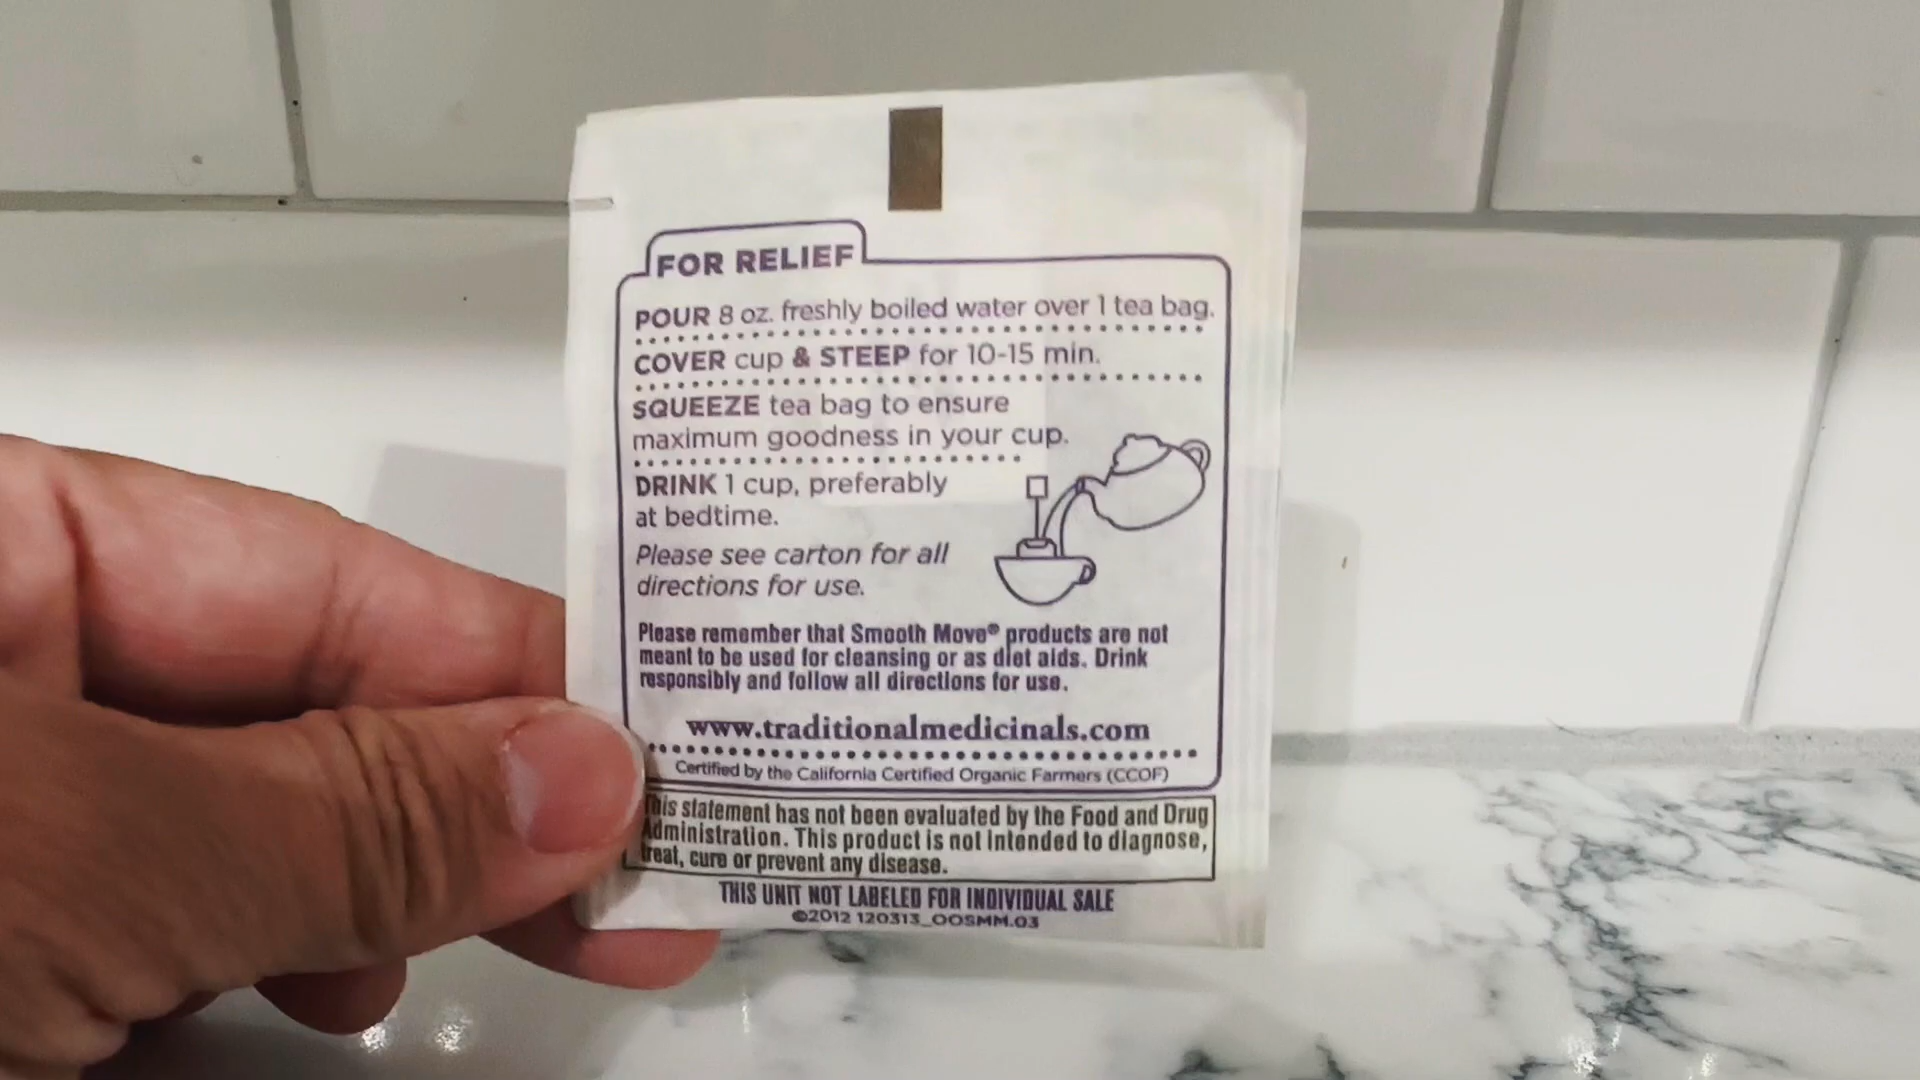 FOR RELIEF
POUR 8 oz. freshly boiled water over 1 tea bag.
COVER cup & STEEP for 10-15 min.
SQUEEZE tea bag to ensure
maximum goodness in your cup.
DRINK 1 cup, preferably
at bedtime.
Please see carton for all
directions for use.
Please remember that Smooth Move® products are not
meant to be used for cleansing or as diet aids. Drink
responsibly and follow all directions for use.
www.traditionalmedicinals.com
Certified by the California Certified Organic Farmers (CCOF)
This statement has not been evaluated by the Food and Drug
Administration. This product is not intended to diagnose,
treat, cure or prevent any disease.
THIS UNIT NOT LABELED FOR INDIVIDUAL SALE
©2012 120313_OOSMM.03